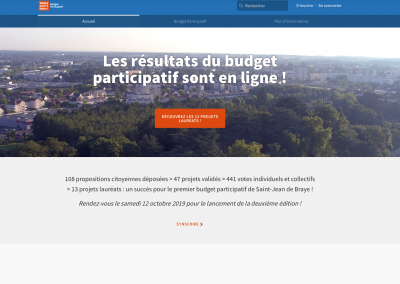 Rechercher
S'inscrire
Se connecter
Accueil
Budget Participatif
Plus d'informations
Les résultats du budget
participatif sont en ligne !
DÉCOUVREZ LES 13 PROJETS
LAURÉATS !
108 propositions citoyennes déposées > 47 projets validés > 441 votes individuels et collectifs
> 13 projets lauréats : un succès pour le premier budget participatif de Saint-Jean de Braye !
Rendez-vous le samedi 12 octobre 2019 pour le lancement de la deuxième édition !
S'INSCRIRE >